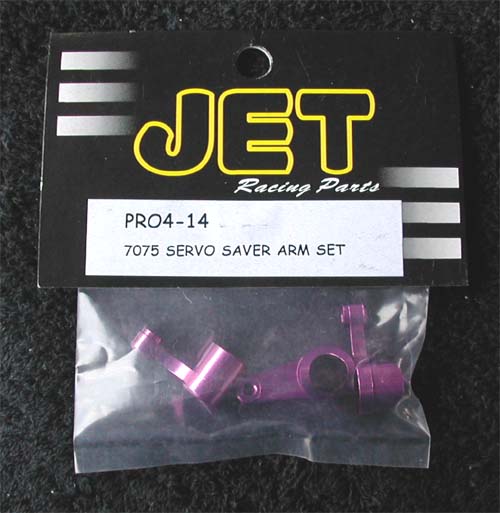 JET
Racing Parts
PRO4-14
7075 SERVO SAVER ARM SET